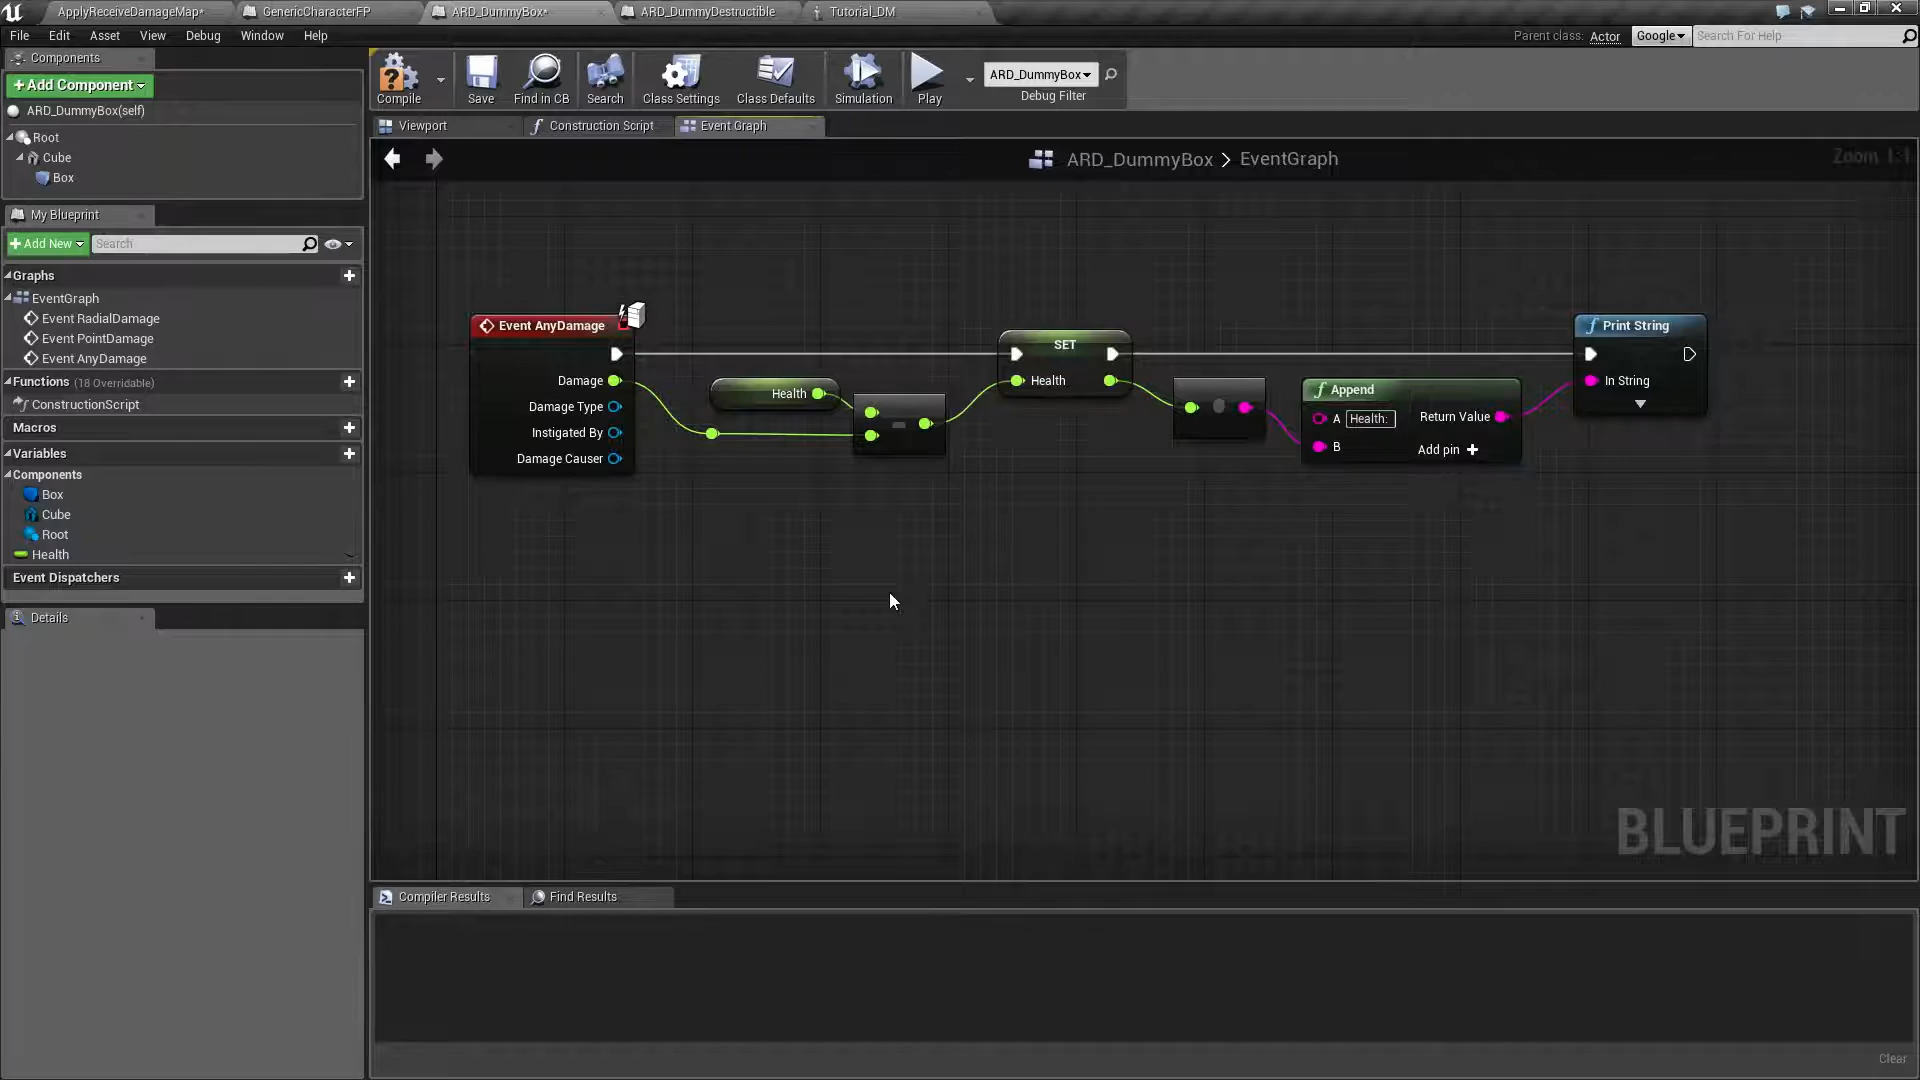 ApplyReceiveDamageMap*
GenericCharacterFP
ARD_DummyBox*
ARD_DummyDestructible
Tutorial_DM
File Edit Asset View Debug Window Help
Parent class: Actor
Google
Search For Help
Components
+Add Component
ARD_DummyBox(self)
Root
Cube
Box
My Blueprint
+Add New
Search
Graphs
EventGraph
Event RadialDamage
Event PointDamage
Event AnyDamage
Functions (18 Overridable)
ConstructionScript
Macros
Variables
Components
Box
Cube
Root
Health
Event Dispatchers
Details
Compile
Save
Find in CB
Search
Class Settings
Class Defaults
Simulation
Play
ARD_DummyBox
Debug Filter
Viewport
Construction Script
Event Graph
ARD_DummyBox > EventGraph
Zoom 1:1
Event AnyDamage
Damage
Damage Type
Instigated By
Damage Causer
Health
SET
Health
Append
A Health:
B
Return Value
Add pin +
Print String
In String
BLUEPRINT
Compiler Results
Find Results
Clear